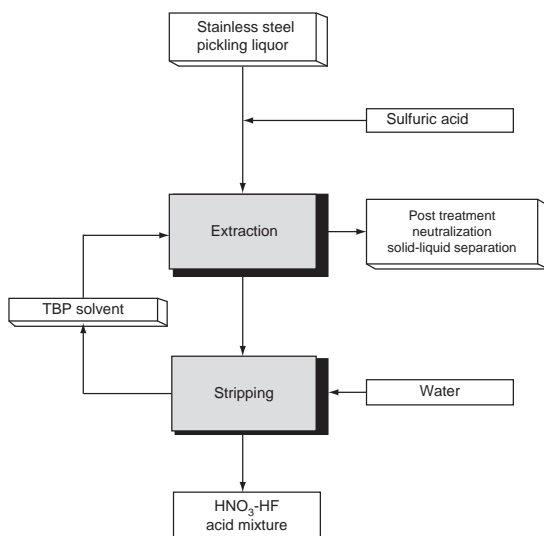 Stainless steel
pickling liquor
Sulfuric acid
Extraction
Post treatment
neutralization
solid-liquid separation
TBP solvent
Stripping
Water
HNO₃-HF
acid mixture